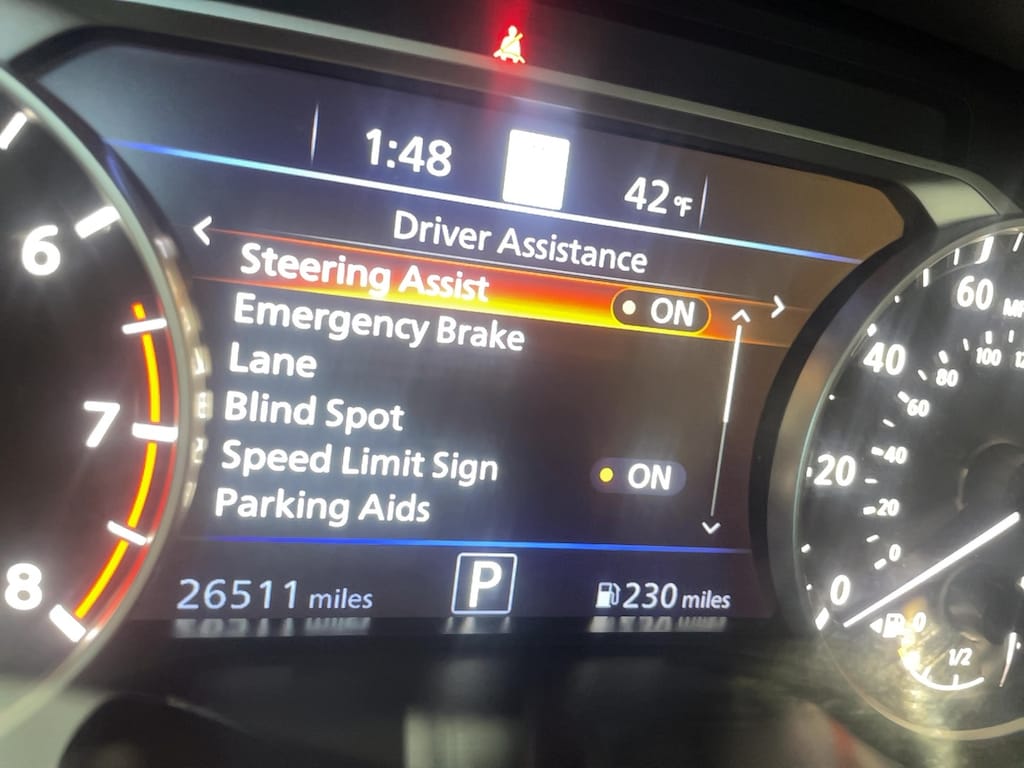 1:48 42°F
Driver Assistance
Steering Assist ON
Emergency Brake
Lane
Blind Spot
Speed Limit Sign ON
Parking Aids
26511 miles P 230 miles
6
7
8
60
40
20
0
100
80
60
40
20
0
0
1/2